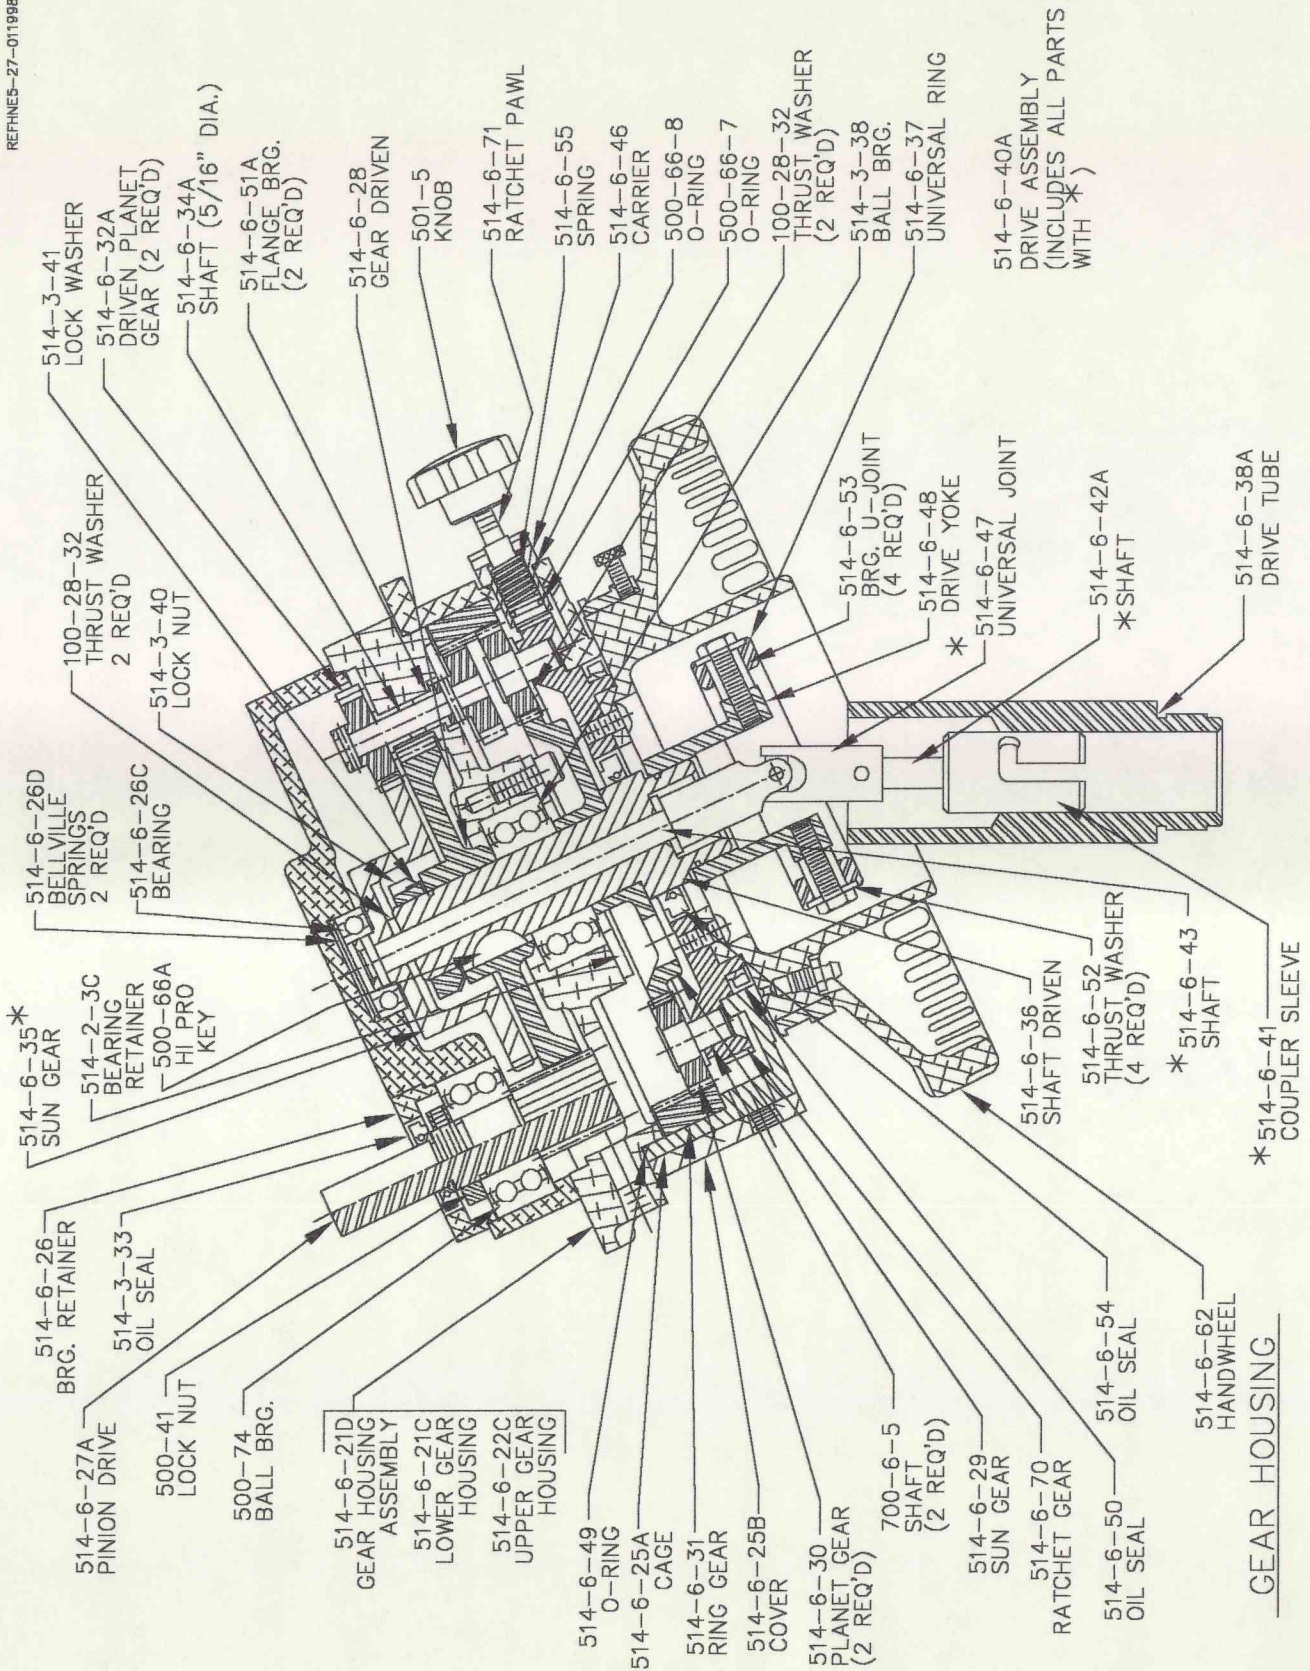 REFHNE5-27-011998
514-3-41
LOCK WASHER
514-6-32A
DRIVEN PLANET
GEAR (2 REQ'D)
514-6-34A
SHAFT (5/16" DIA.)
514-6-51A
FLANGE BRG.
(2 REQ'D)
514-6-28
GEAR DRIVEN
501-5
KNOB
514-6-71
RATCHET PAWL
514-6-55
SPRING
514-6-46
CARRIER
500-66-8
O-RING
500-66-7
O-RING
100-28-32
THRUST WASHER
(2 REQ'D)
514-3-38
BALL BRG.
514-6-37
UNIVERSAL RING
514-6-40A
DRIVE ASSEMBLY
(INCLUDES ALL PARTS
WITH *)
100-28-32
THRUST WASHER
2 REQ'D
514-3-40
LOCK NUT
514-6-26D
BELLVILLE
SPRINGS
2 REQ'D
514-6-26C
BEARING
514-6-35*
SUN GEAR
514-2-3C
BEARING
RETAINER
500-66A
HI PRO
KEY
514-6-26
BRG. RETAINER
514-3-33
OIL SEAL
514-6-27A
PINION DRIVE
500-41
LOCK NUT
500-74
BALL BRG.
514-6-21D
GEAR HOUSING
ASSEMBLY
514-6-21C
LOWER GEAR
HOUSING
514-6-22C
UPPER GEAR
HOUSING
514-6-49
O-RING
514-6-25A
CAGE
514-6-31
RING GEAR
514-6-25B
COVER
514-6-30
PLANET GEAR
(2 REQ'D)
700-6-5
SHAFT
(2 REQ'D)
514-6-29
SUN GEAR
514-6-70
RATCHET GEAR
514-6-50
OIL SEAL
514-6-54
OIL SEAL
514-6-62
HANDWHEEL
514-6-53
BRG. U-JOINT
(4 REQ'D)
514-6-48
* DRIVE YOKE
* 514-6-47
UNIVERSAL JOINT
514-6-42A
*SHAFT
514-6-38A
DRIVE TUBE
514-6-36
SHAFT DRIVEN
514-6-52
THRUST WASHER
(4 REQ'D)
* 514-6-43
SHAFT
*514-6-41
COUPLER SLEEVE
GEAR HOUSING